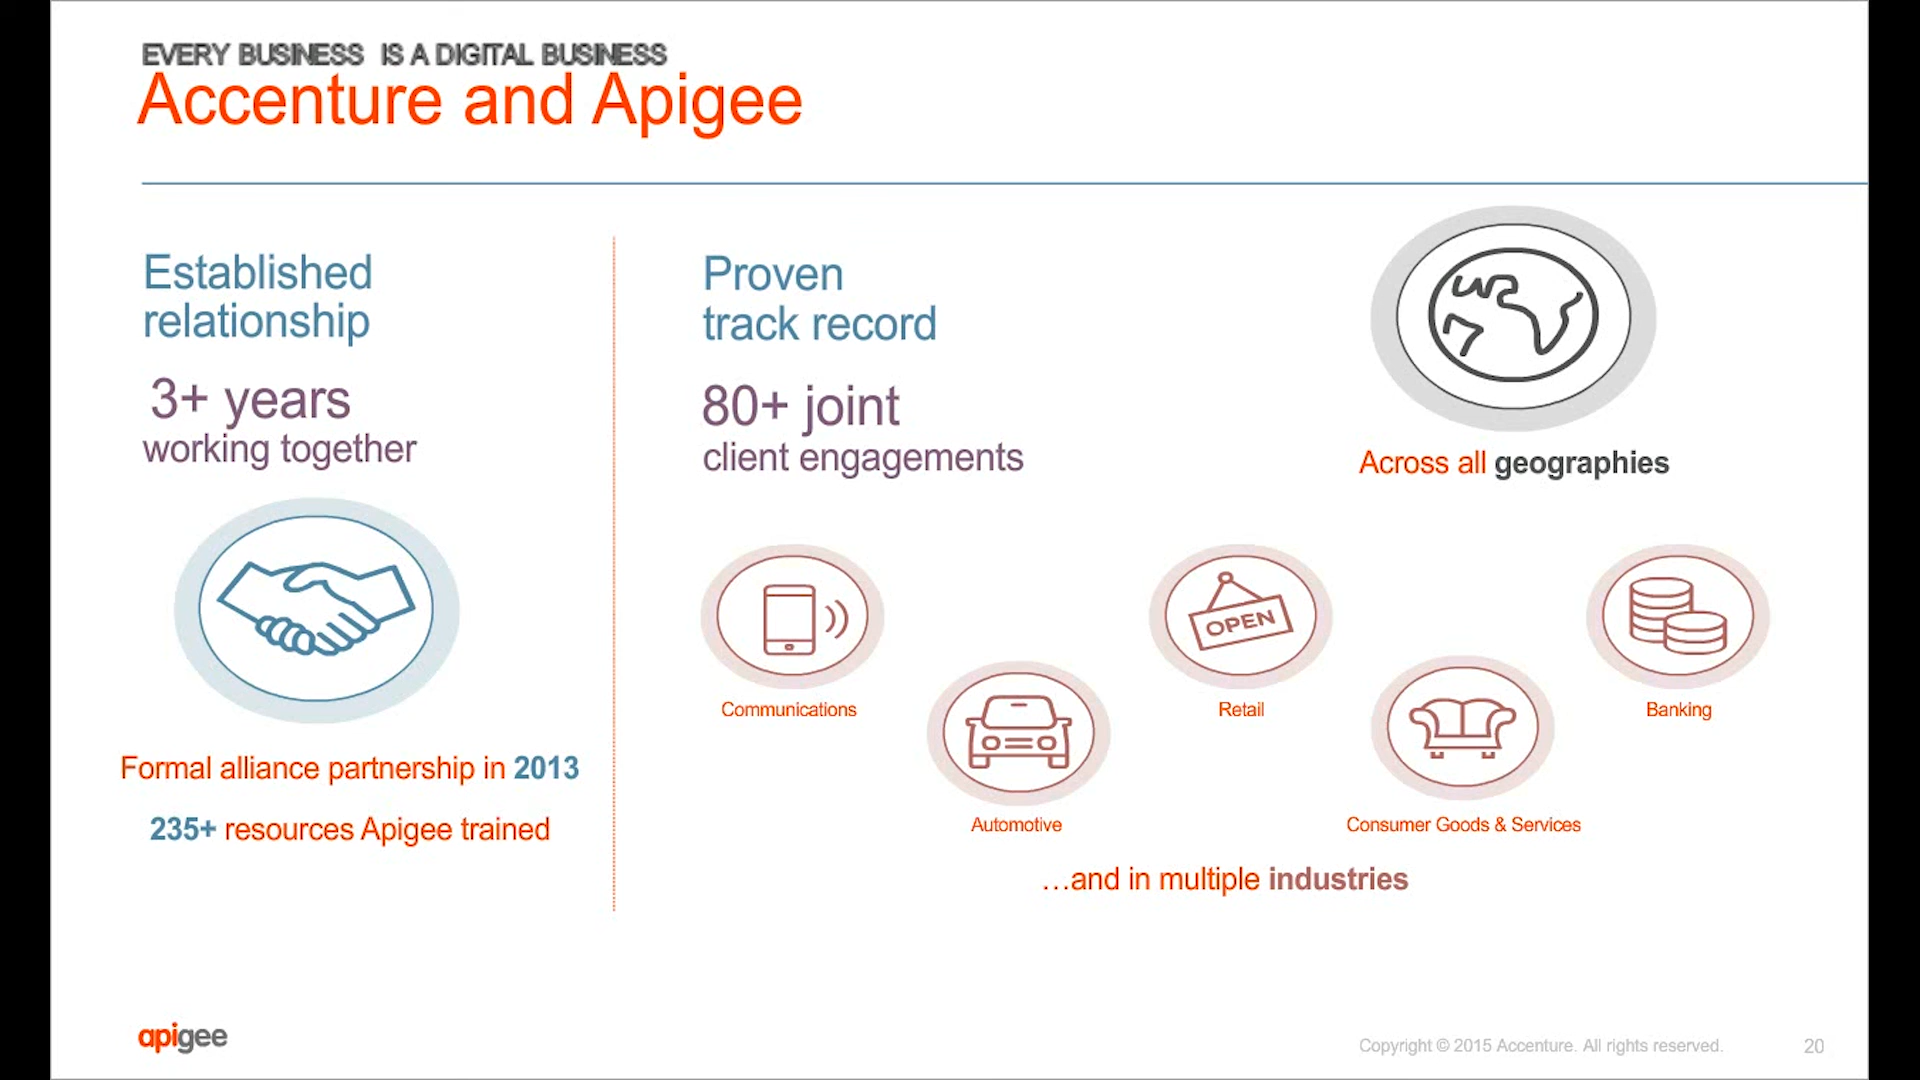 EVERY BUSINESS IS A DIGITAL BUSINESS
Accenture and Apigee
Established
relationship
3+ years
working together
Formal alliance partnership in 2013
235+ resources Apigee trained
Proven
track record
80+ joint
client engagements
Across all geographies
OPEN
Communications
Retail
Banking
Automotive
Consumer Goods & Services
…and in multiple industries
apigee
Copyright © 2015 Accenture. All rights reserved.
20